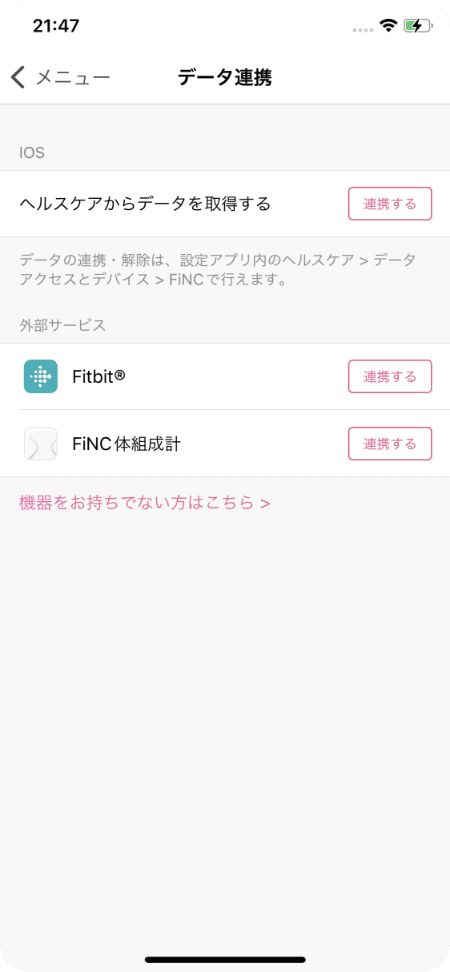 21:47
メニュー
データ連携
IOS
ヘルスケアからデータを取得する
連携する
データの連携・解除は、設定アプリ内のヘルスケア > データ
アクセスとデバイス > FiNCで行えます。
外部サービス
Fitbit®
連携する
FiNC体組成計
連携する
機器をお持ちでない方はこちら >